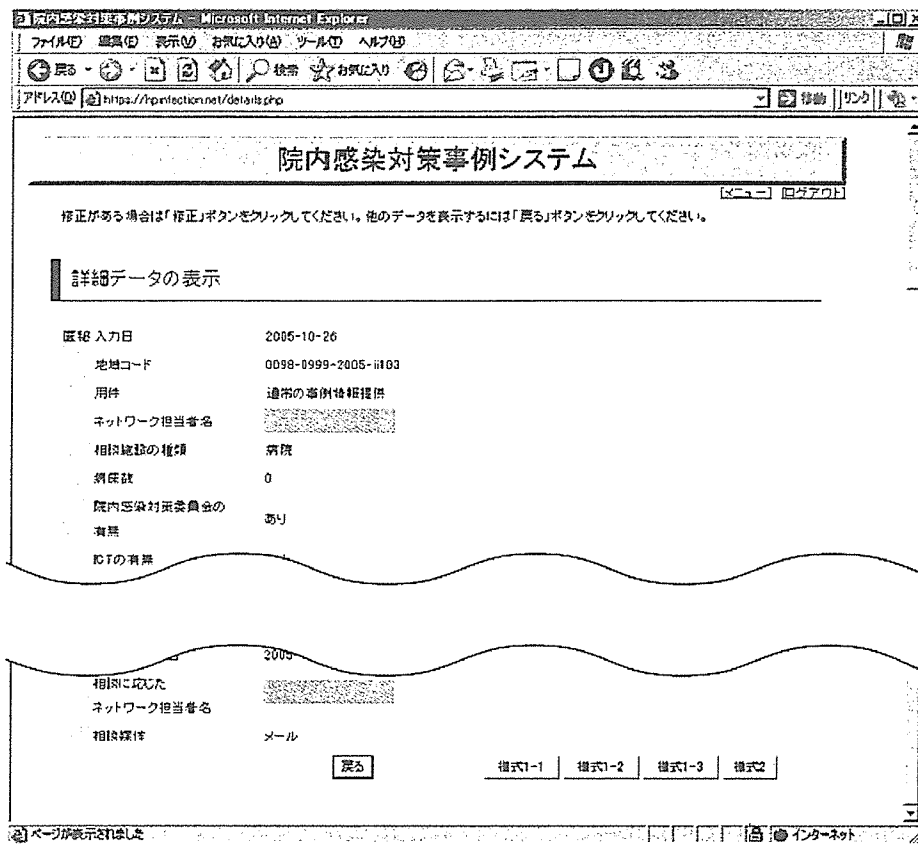 院内感染対策事例システム - Microsoft Internet Explorer
ファイル(F) 編集(E) 表示(V) お気に入り(A) ツール(T) ヘルプ(H)
戻る 検索 お気に入り
アドレス(D) https://hpinfection.net/details.php 移動 リンク
院内感染対策事例システム
[メニュー] [ログアウト]
修正がある場合は「修正」ボタンをクリックしてください。他のデータを表示するには「戻る」ボタンをクリックしてください。
詳細データの表示
入力日 2005-10-26
地域コード 0098-0999-2005-ii103
用件 通常の事例情報提供
ネットワーク担当者名
相談施設の種類 病院
病床数 0
院内感染対策委員会の
有無 あり
ICTの有無
2005-
相談に応じた
ネットワーク担当者名
相談媒体 メール
戻る 様式1-1 様式1-2 様式1-3 様式2
ページが表示されました インターネット